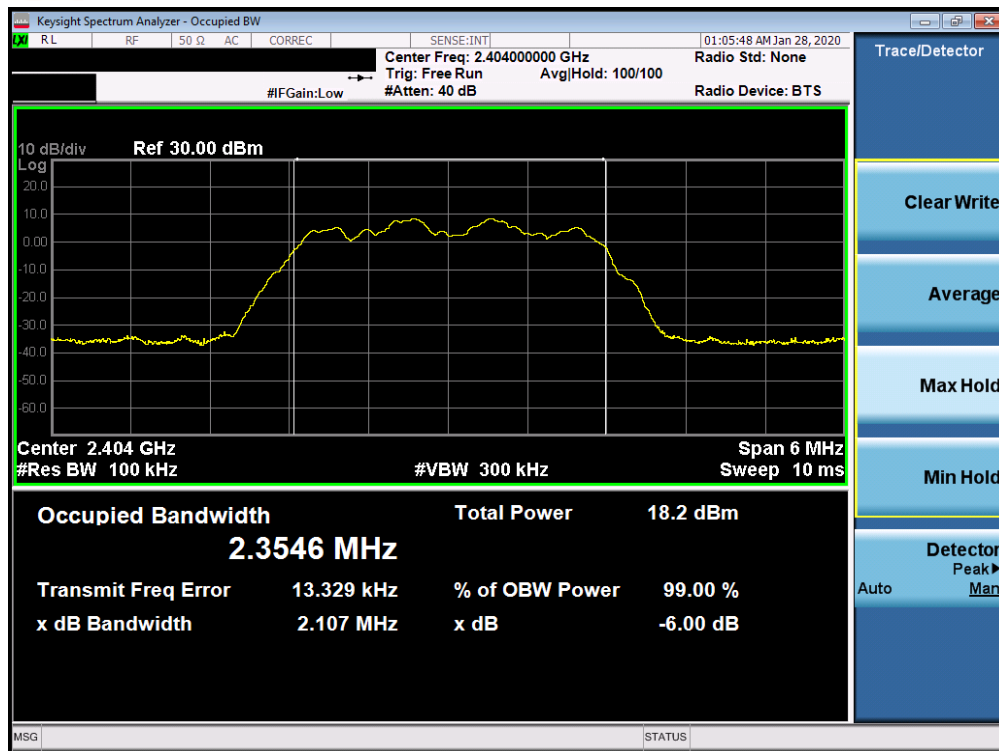 Keysight Spectrum Analyzer - Occupied BW
LXI RL RF 50 Ω AC CORREC SENSE:INT 01:05:48 AM Jan 28, 2020
Center Freq: 2.404000000 GHz Radio Std: None
Trig: Free Run Avg|Hold: 100/100
#IFGain:Low #Atten: 40 dB Radio Device: BTS
Trace/Detector
10 dB/div Ref 30.00 dBm
Log
20.0
10.0
0.00
-10.0
-20.0
-30.0
-40.0
-50.0
-60.0
Center 2.404 GHz Span 6 MHz
#Res BW 100 kHz #VBW 300 kHz Sweep 10 ms
Occupied Bandwidth Total Power 18.2 dBm
2.3546 MHz
Transmit Freq Error 13.329 kHz % of OBW Power 99.00 %
x dB Bandwidth 2.107 MHz x dB -6.00 dB
Clear Write
Average
Max Hold
Min Hold
Detector
Peak
Auto Man
MSG STATUS